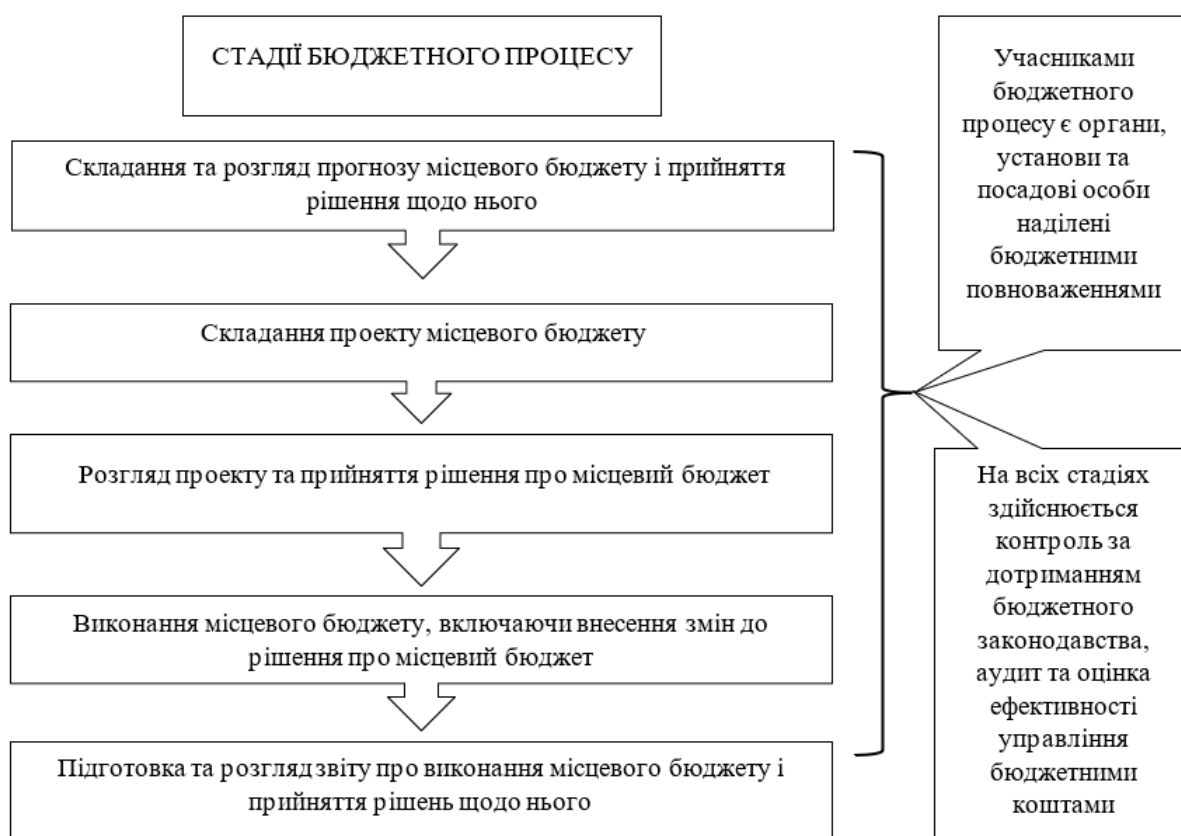 СТАДІЇ БЮДЖЕТНОГО ПРОЦЕСУ
Складання та розгляд прогнозу місцевого бюджету і прийняття
рішення щодо нього
Складання проекту місцевого бюджету
Розгляд проекту та прийняття рішення про місцевий бюджет
Виконання місцевого бюджету, включаючи внесення змін до
рішення про місцевий бюджет
Підготовка та розгляд звіту про виконання місцевого бюджету і
прийняття рішень щодо нього
Учасниками
бюджетного
процесу є органи,
установи та
посадові особи
наділені
бюджетними
повноваженнями
На всіх стадіях
здійснюється
контроль за
дотриманням
бюджетного
законодавства,
аудит та оцінка
ефективності
управління
бюджетними
коштами